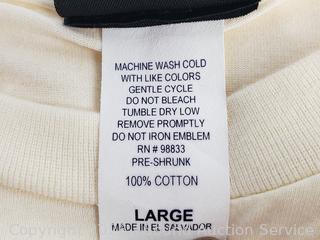 MACHINE WASH COLD
WITH LIKE COLORS
GENTLE CYCLE
DO NOT BLEACH
TUMBLE DRY LOW
REMOVE PROMPTLY
DO NOT IRON EMBLEM
RN # 98833
PRE-SHRUNK
100% COTTON
LARGE
MADE IN EL SALVADOR